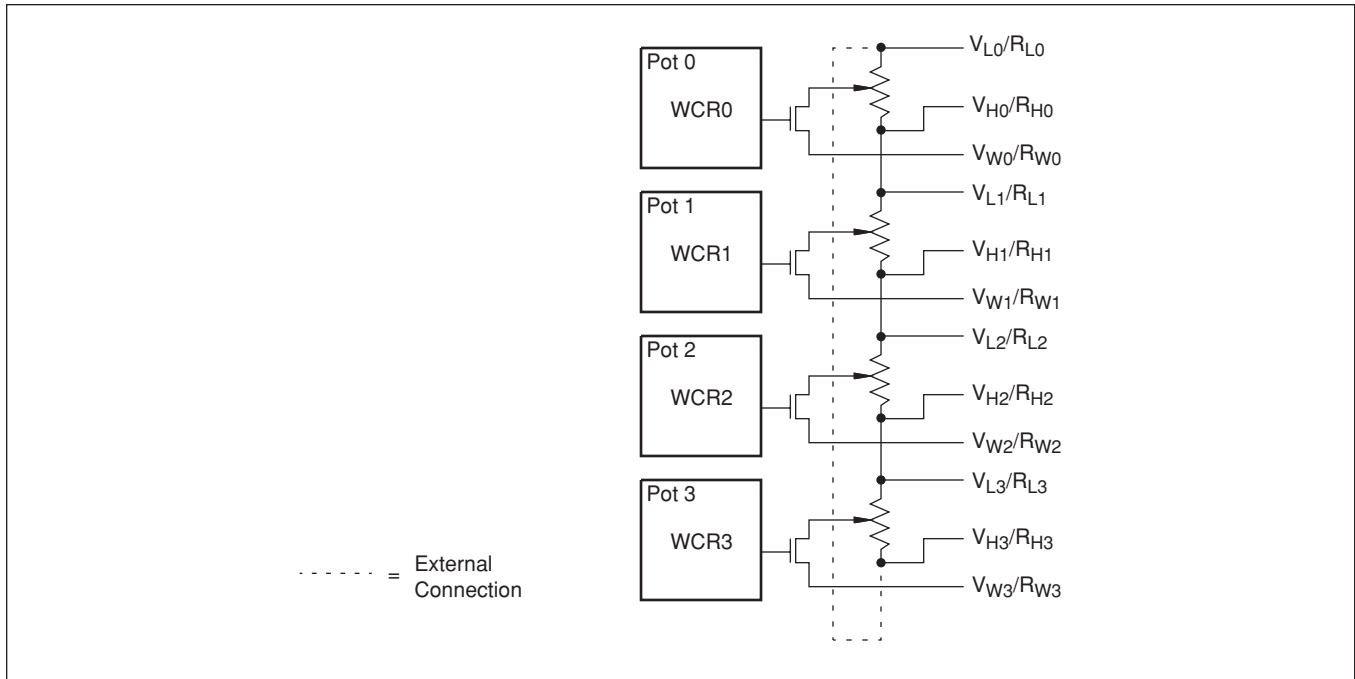 Pot 0
WCR0
VL0/RL0
VH0/RH0
VW0/RW0
Pot 1
WCR1
VL1/RL1
VH1/RH1
VW1/RW1
Pot 2
WCR2
VL2/RL2
VH2/RH2
VW2/RW2
Pot 3
WCR3
VL3/RL3
VH3/RH3
VW3/RW3
= External
Connection